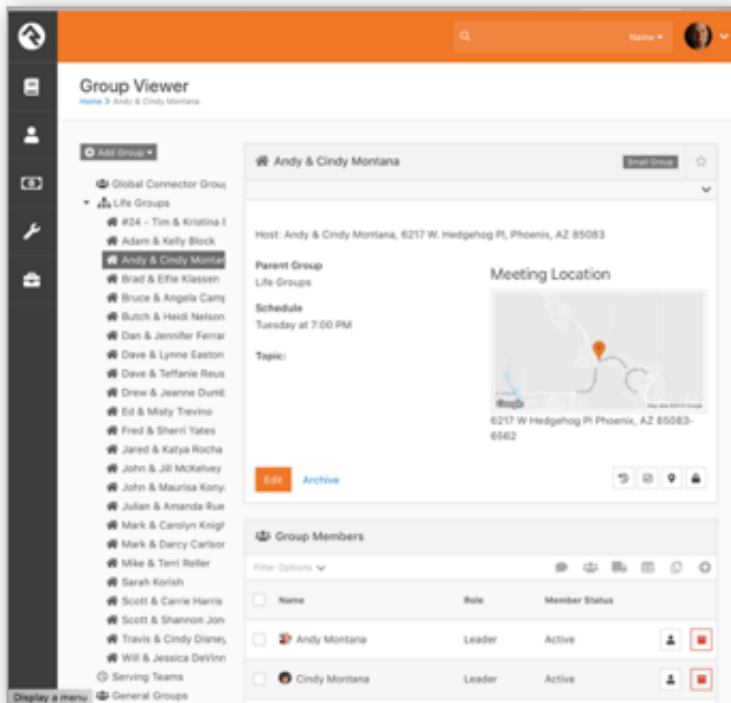 Name
Group Viewer
Home > Andy & Cindy Montana
Add Group
Global Connector Grou
Life Groups
#24 - Tim & Kristina
Adam & Kelly Block
Andy & Cindy Montar
Brad & Elfie Klassen
Bruce & Angela Camp
Butch & Heidi Nelson
Dan & Jennifer Ferrar
Dave & Lynne Easton
Dave & Teffanie Reus
Drew & Jeanne Dumb
Ed & Misty Trevino
Fred & Sherri Yates
Jared & Katya Rocha
John & Jill McKelvey
John & Maurisa Kony
Julian & Amanda Rue
Mark & Carolyn Knigh
Mark & Darcy Carlsor
Mike & Terri Roller
Sarah Korish
Scott & Carrie Harris
Scott & Shannon Jon
Travis & Cindy Disney
Will & Jessica DeVinn
Serving Teams
General Groups
Display a menu
Andy & Cindy Montana
Small Group
Host: Andy & Cindy Montana, 6217 W. Hedgehog Pl, Phoenix, AZ 85083
Parent Group
Life Groups
Schedule
Tuesday at 7:00 PM
Topic:
Meeting Location
Google
Map data ©2019 Google
6217 W Hedgehog Pl Phoenix, AZ 85083-
6562
Edit Archive
Group Members
Filter Options
Name Role Member Status
Andy Montana Leader Active
Cindy Montana Leader Active